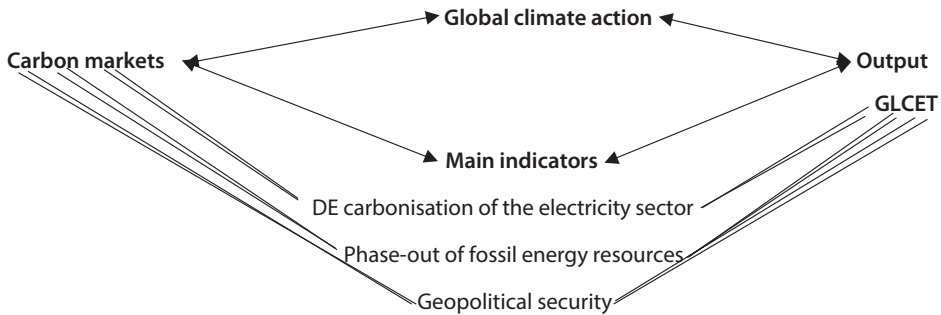 Global climate action
Carbon markets
Output
GLCET
Main indicators
DE carbonisation of the electricity sector
Phase-out of fossil energy resources
Geopolitical security